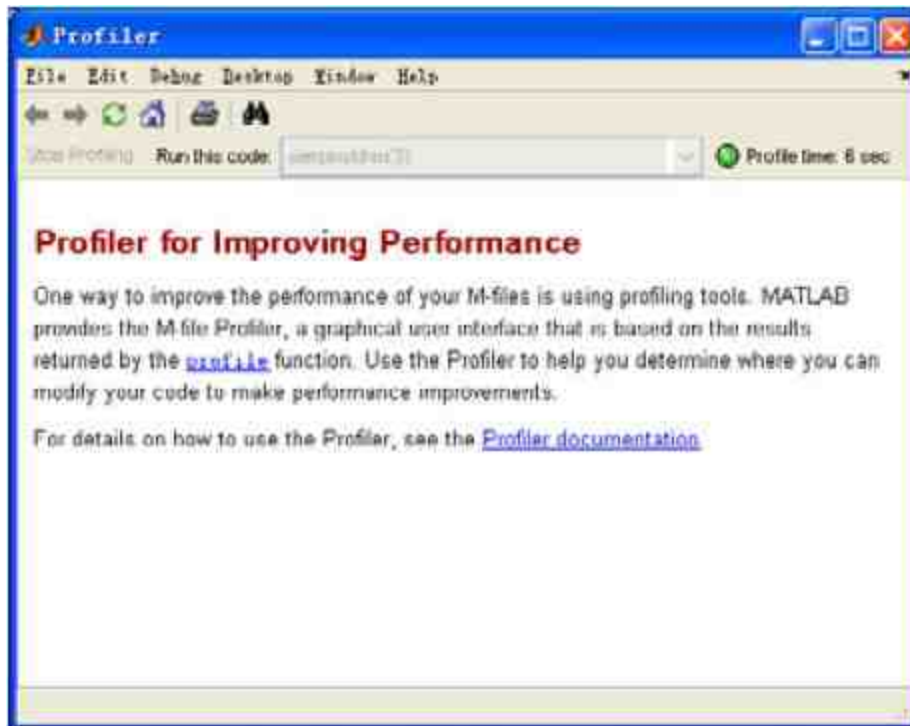 Profiler
File Edit Debug Desktop Window Help
Stop Profiling Run this code: Profile time: 6 sec
Profiler for Improving Performance
One way to improve the performance of your M-files is using profiling tools. MATLAB
provides the M-file Profiler, a graphical user interface that is based on the results
returned by the profile function. Use the Profiler to help you determine where you can
modify your code to make performance improvements.
For details on how to use the Profiler, see the Profiler documentation.